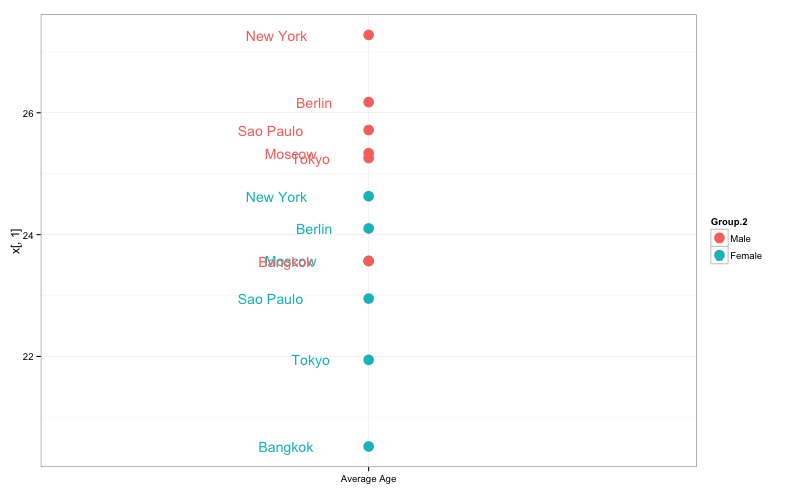 New York
26
Berlin
Sao Paulo
Moscow
Tokyo
New York
24
Berlin
x[, 1]
Moscow
Bangkok
Sao Paulo
22
Tokyo
Bangkok
Average Age
Group.2
Male
Female